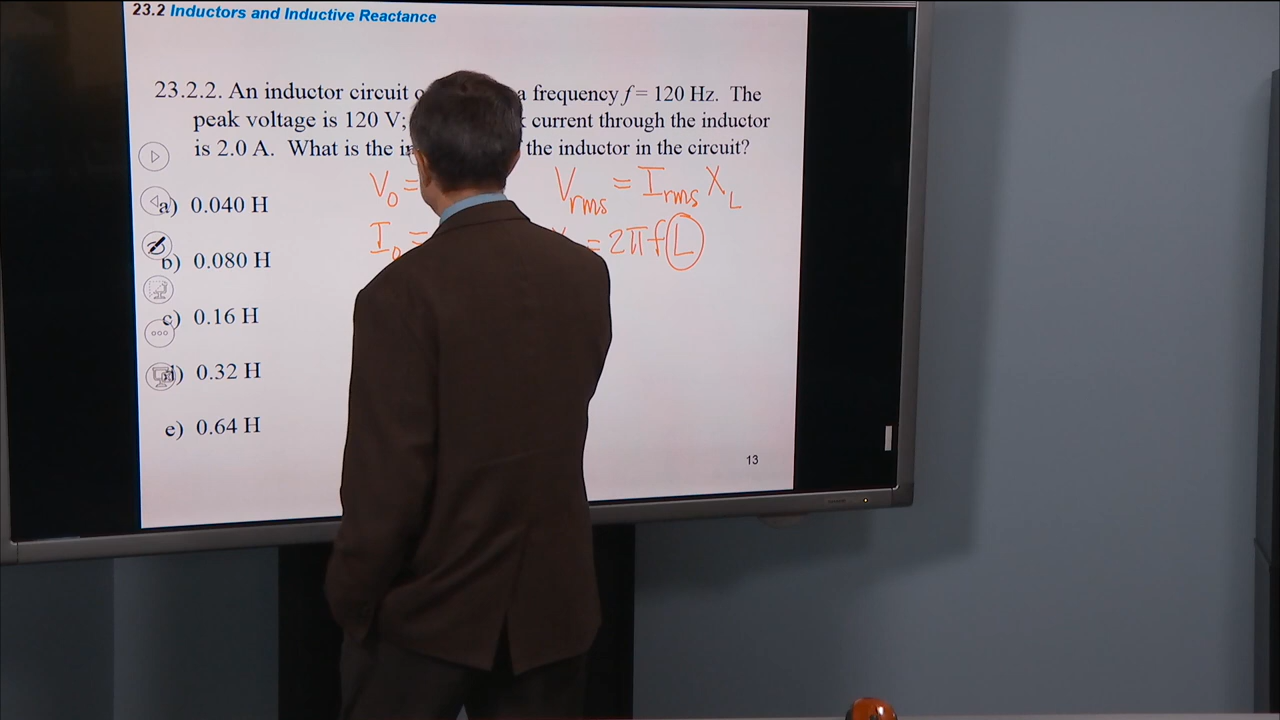 23.2 Inductors and Inductive Reactance
23.2.2. An inductor circuit a frequency f = 120 Hz. The
peak voltage is 120 V; current through the inductor
is 2.0 A. What is the the inductor in the circuit?
V₀ = Vrms = Irms X_L
I₀ = = 2πfL
a) 0.040 H
b) 0.080 H
c) 0.16 H
d) 0.32 H
e) 0.64 H
13